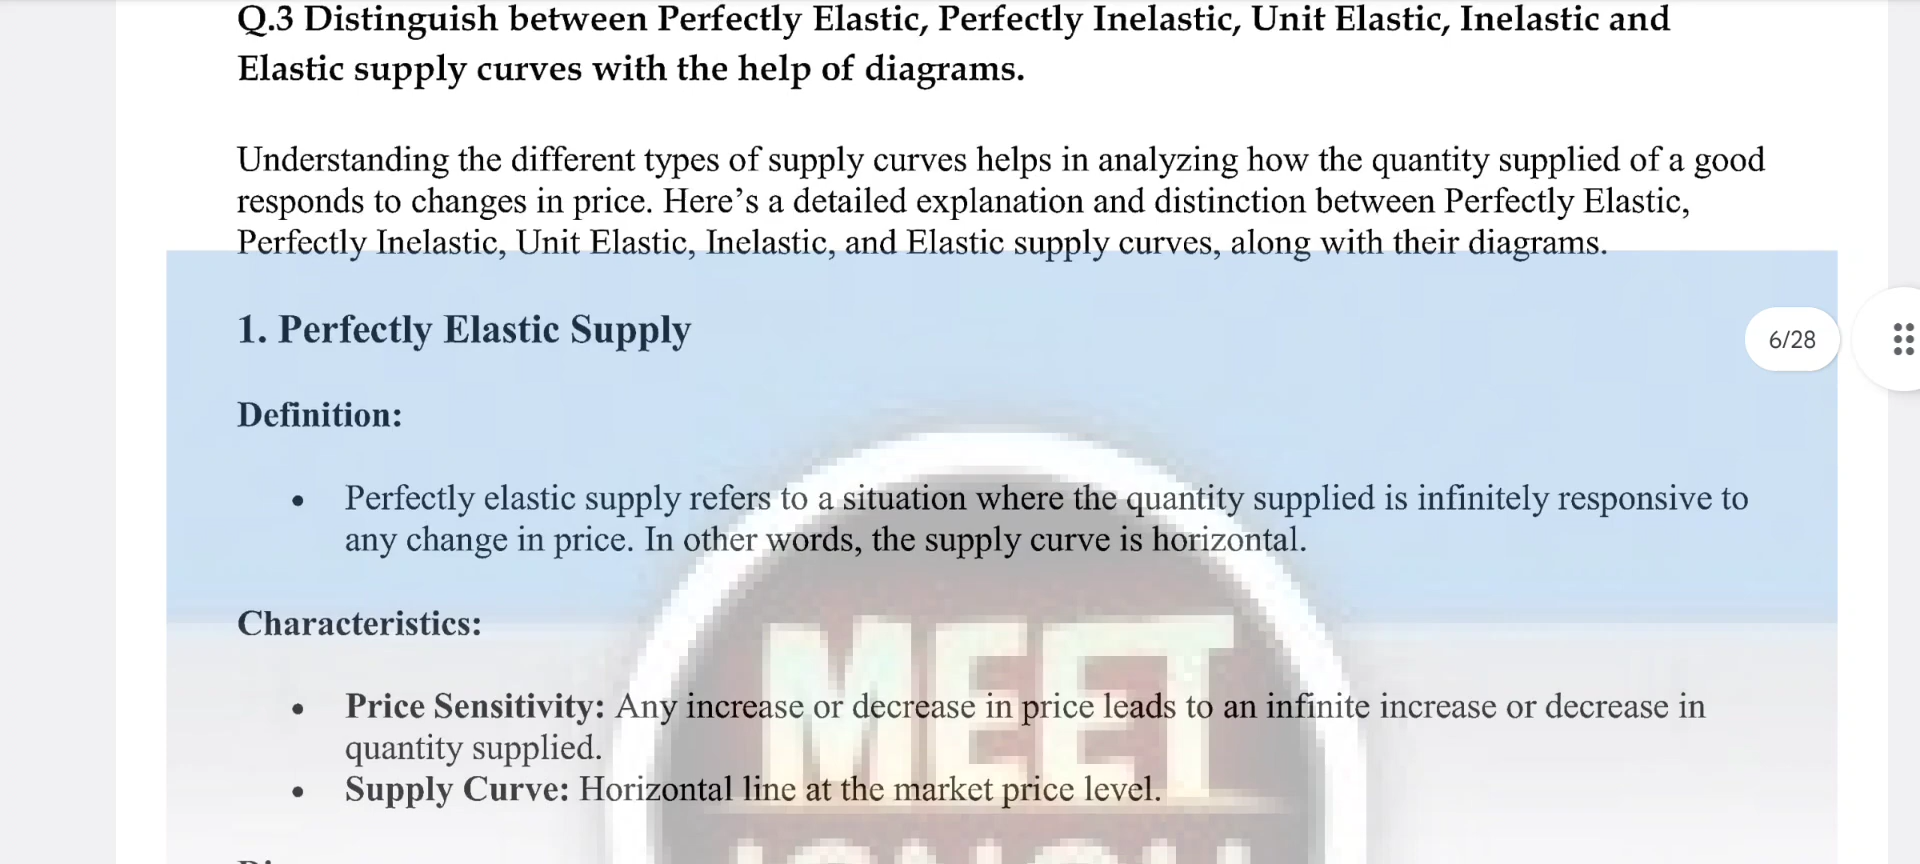 Q.3 Distinguish between Perfectly Elastic, Perfectly Inelastic, Unit Elastic, Inelastic and
Elastic supply curves with the help of diagrams.
Understanding the different types of supply curves helps in analyzing how the quantity supplied of a good
responds to changes in price. Here’s a detailed explanation and distinction between Perfectly Elastic,
Perfectly Inelastic, Unit Elastic, Inelastic, and Elastic supply curves, along with their diagrams.
1. Perfectly Elastic Supply
6/28
Definition:
• Perfectly elastic supply refers to a situation where the quantity supplied is infinitely responsive to
any change in price. In other words, the supply curve is horizontal.
Characteristics:
• Price Sensitivity: Any increase or decrease in price leads to an infinite increase or decrease in
quantity supplied.
• Supply Curve: Horizontal line at the market price level.
MEET